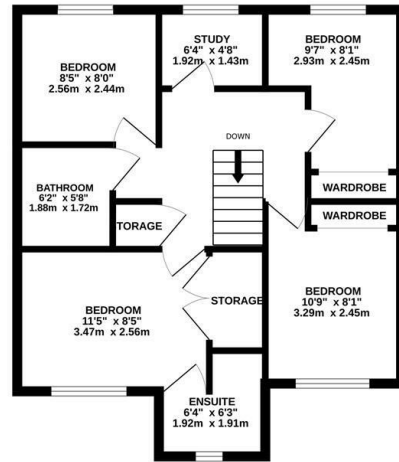 BEDROOM
8'5" x 8'0"
2.56m x 2.44m
STUDY
6'4" x 4'8"
1.92m x 1.43m
BEDROOM
9'7" x 8'1"
2.93m x 2.45m
DOWN
BATHROOM
6'2" x 5'8"
1.88m x 1.72m
WARDROBE
WARDROBE
TORAGE
BEDROOM
11'5" x 8'5"
3.47m x 2.56m
STORAGE
BEDROOM
10'9" x 8'1"
3.29m x 2.45m
ENSUITE
6'4" x 6'3"
1.92m x 1.91m